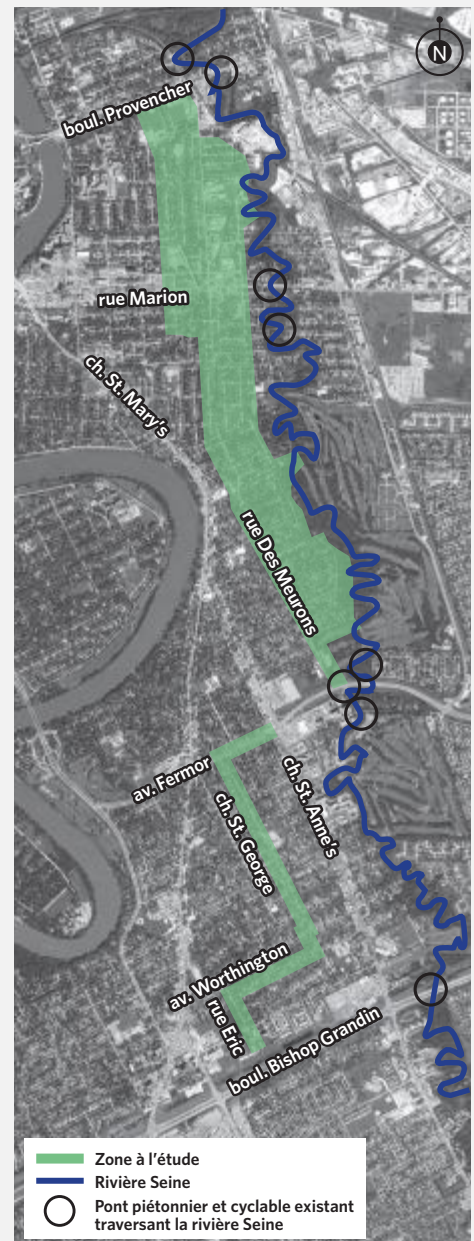 N
boul. Provencher
rue Marion
ch. St. Mary's
rue Des Meurons
av. Fermor
ch. St. Anne's
ch. St. George
av. Worthington
rue Eric
boul. Bishop Grandin
Zone à l'étude
Rivière Seine
Pont piétonnier et cyclable existant
traversant la rivière Seine